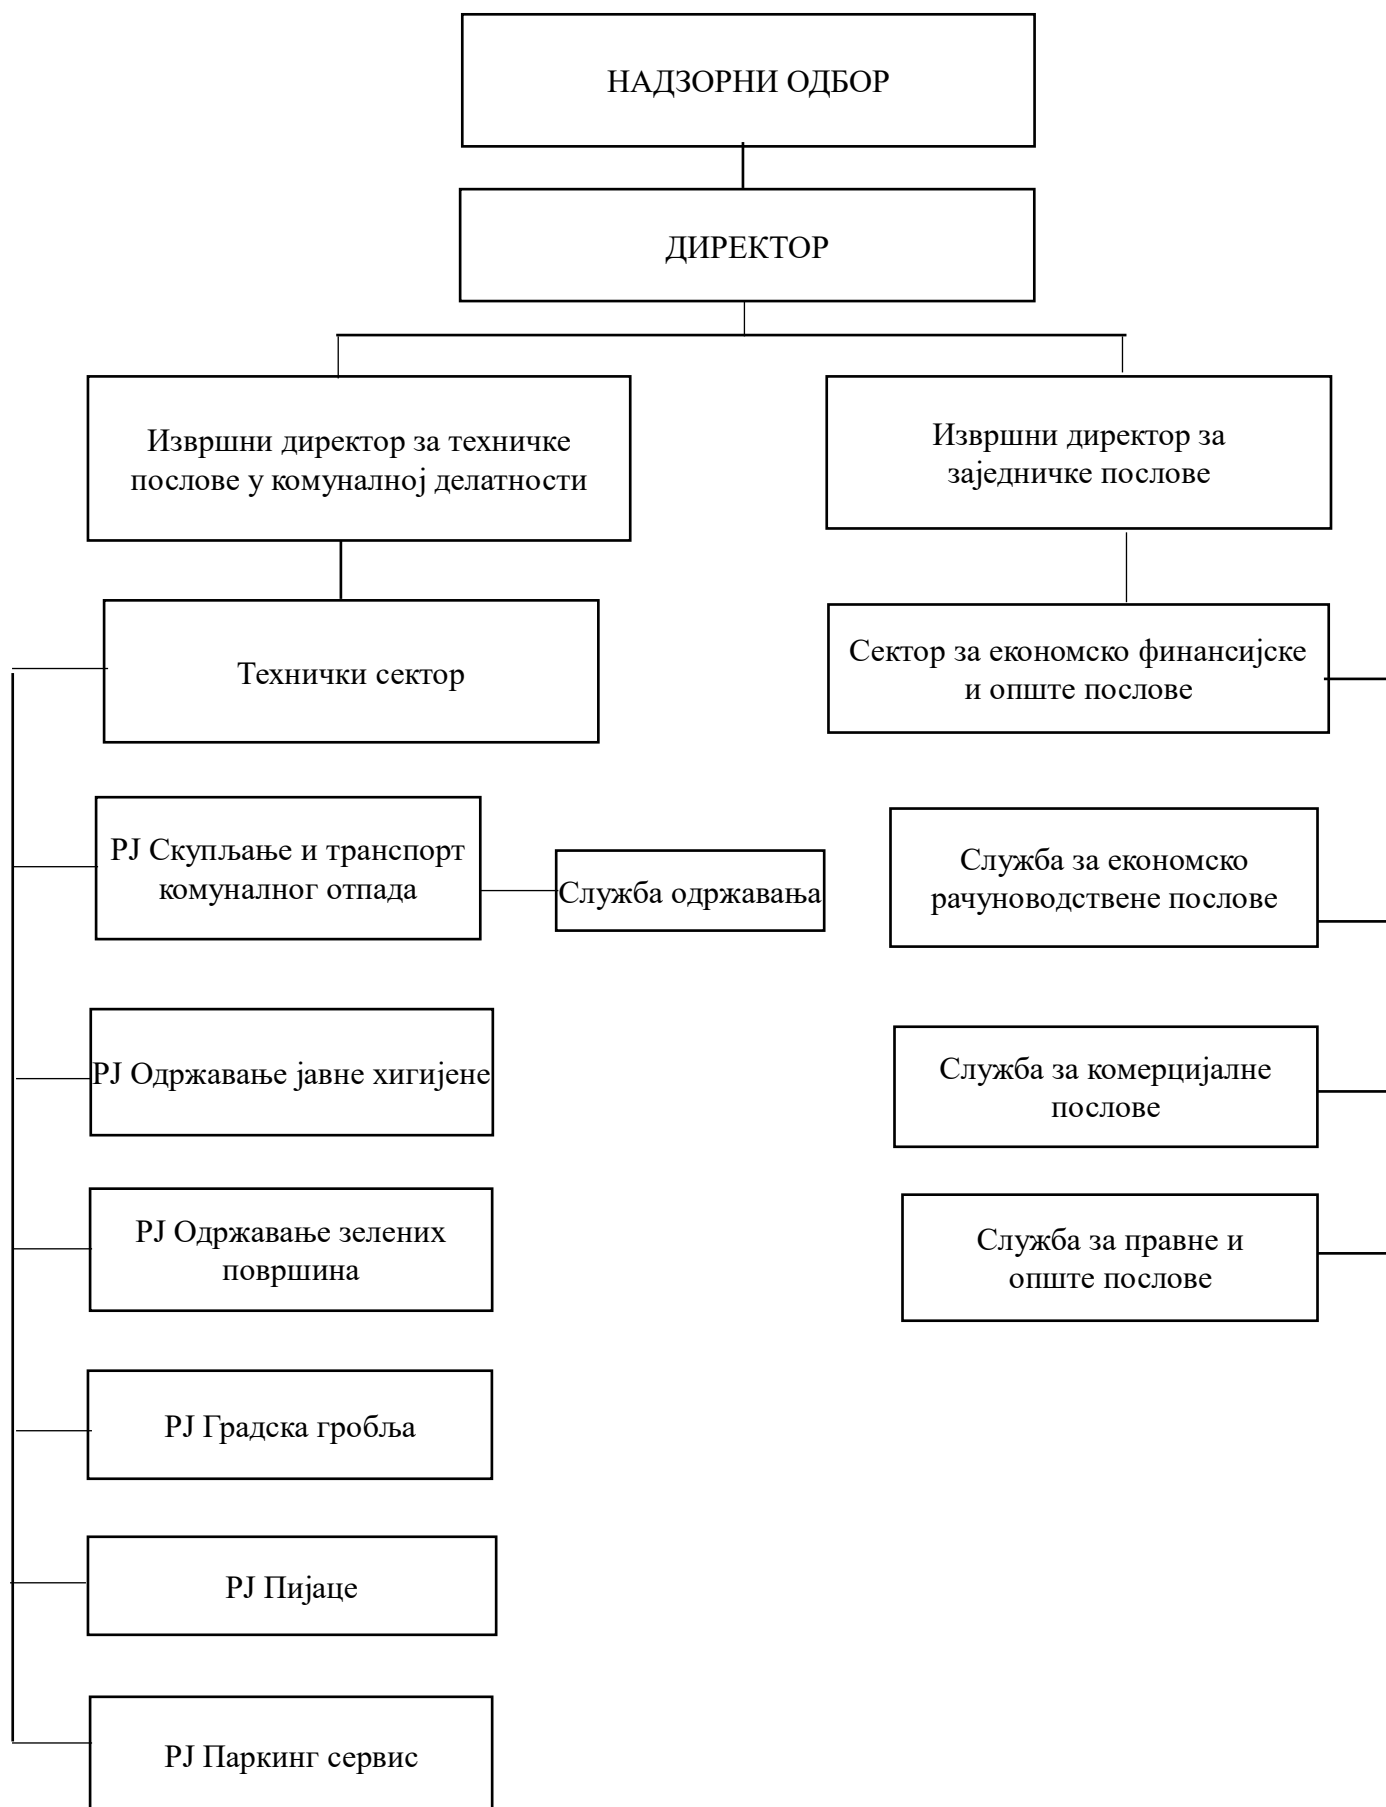 НАДЗОРНИ ОДБОР
ДИРЕКТОР
Извршни директор за техничке
послове у комуналној делатности
Извршни директор за
заједничке послове
Технички сектор
Сектор за економско финансијске
и опште послове
РЈ Скупљање и транспорт
комуналног отпада
Служба одржавања
Служба за економско
рачуноводствене послове
РЈ Одржавање јавне хигијене
Служба за комерцијалне
послове
РЈ Одржавање зелених
површина
Служба за правне и
опште послове
РЈ Градска гробља
РЈ Пијаце
РЈ Паркинг сервис